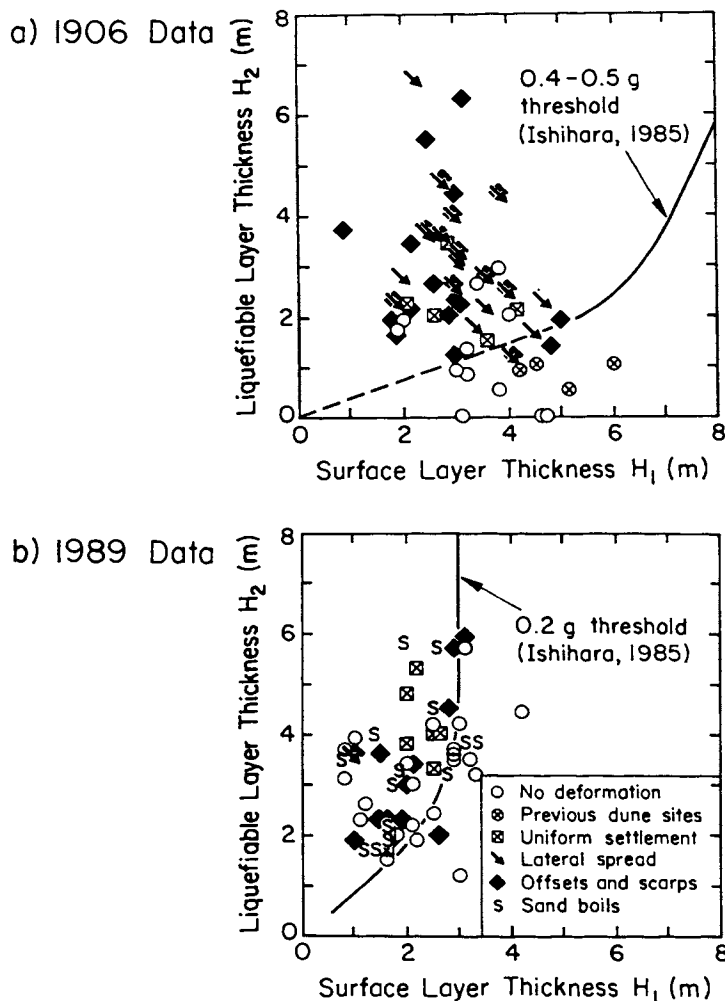 a) 1906 Data
Liquefiable Layer Thickness H2 (m)
8
6
4
2
0
0.4-0.5 g
threshold
(Ishihara, 1985)
0 2 4 6 8
Surface Layer Thickness H1 (m)
b) 1989 Data
Liquefiable Layer Thickness H2 (m)
8
6
4
2
0
0.2 g threshold
(Ishihara, 1985)
S
S
S
S
SS
S
S
S
S
S
S
SSS
No deformation
Previous dune sites
Uniform settlement
Lateral spread
Offsets and scarps
S Sand boils
0 2 4 6 8
Surface Layer Thickness H1 (m)